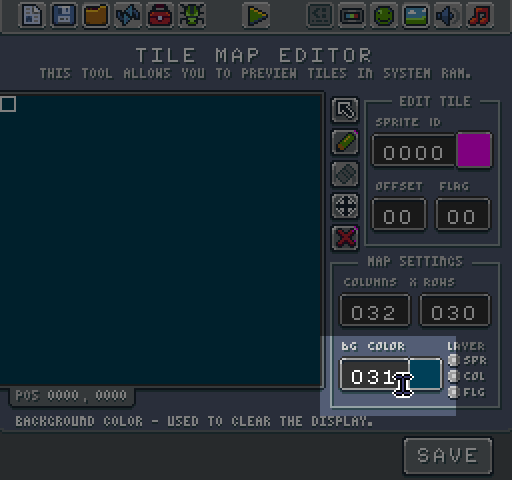 TILE MAP EDITOR
THIS TOOL ALLOWS YOU TO PREVIEW TILES IN SYSTEM RAM.
EDIT TILE
SPRITE ID
0000
OFFSET FLAG
00 00
MAP SETTINGS
COLUMNS X ROWS
032 030
BG COLOR LAYER
SPR
031 COL
FLG
POS 0000,0000
BACKGROUND COLOR - USED TO CLEAR THE DISPLAY.
SAVE